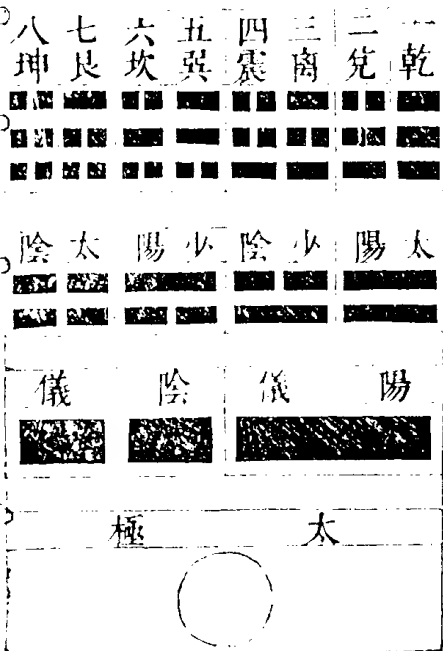 一乾
二兌
三离
四震
五巽
六坎
七艮
八坤
太陽
少陰
少陽
太陰
陽儀
陰儀
太極